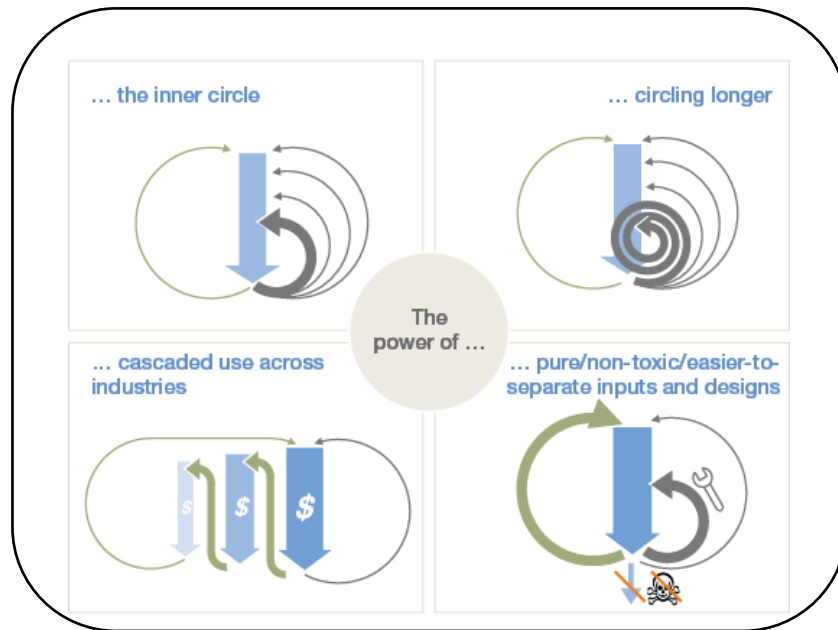 ... the inner circle
... circling longer
The
power of ...
... cascaded use across
industries
... pure/non-toxic/easier-to-
separate inputs and designs
$
$
$